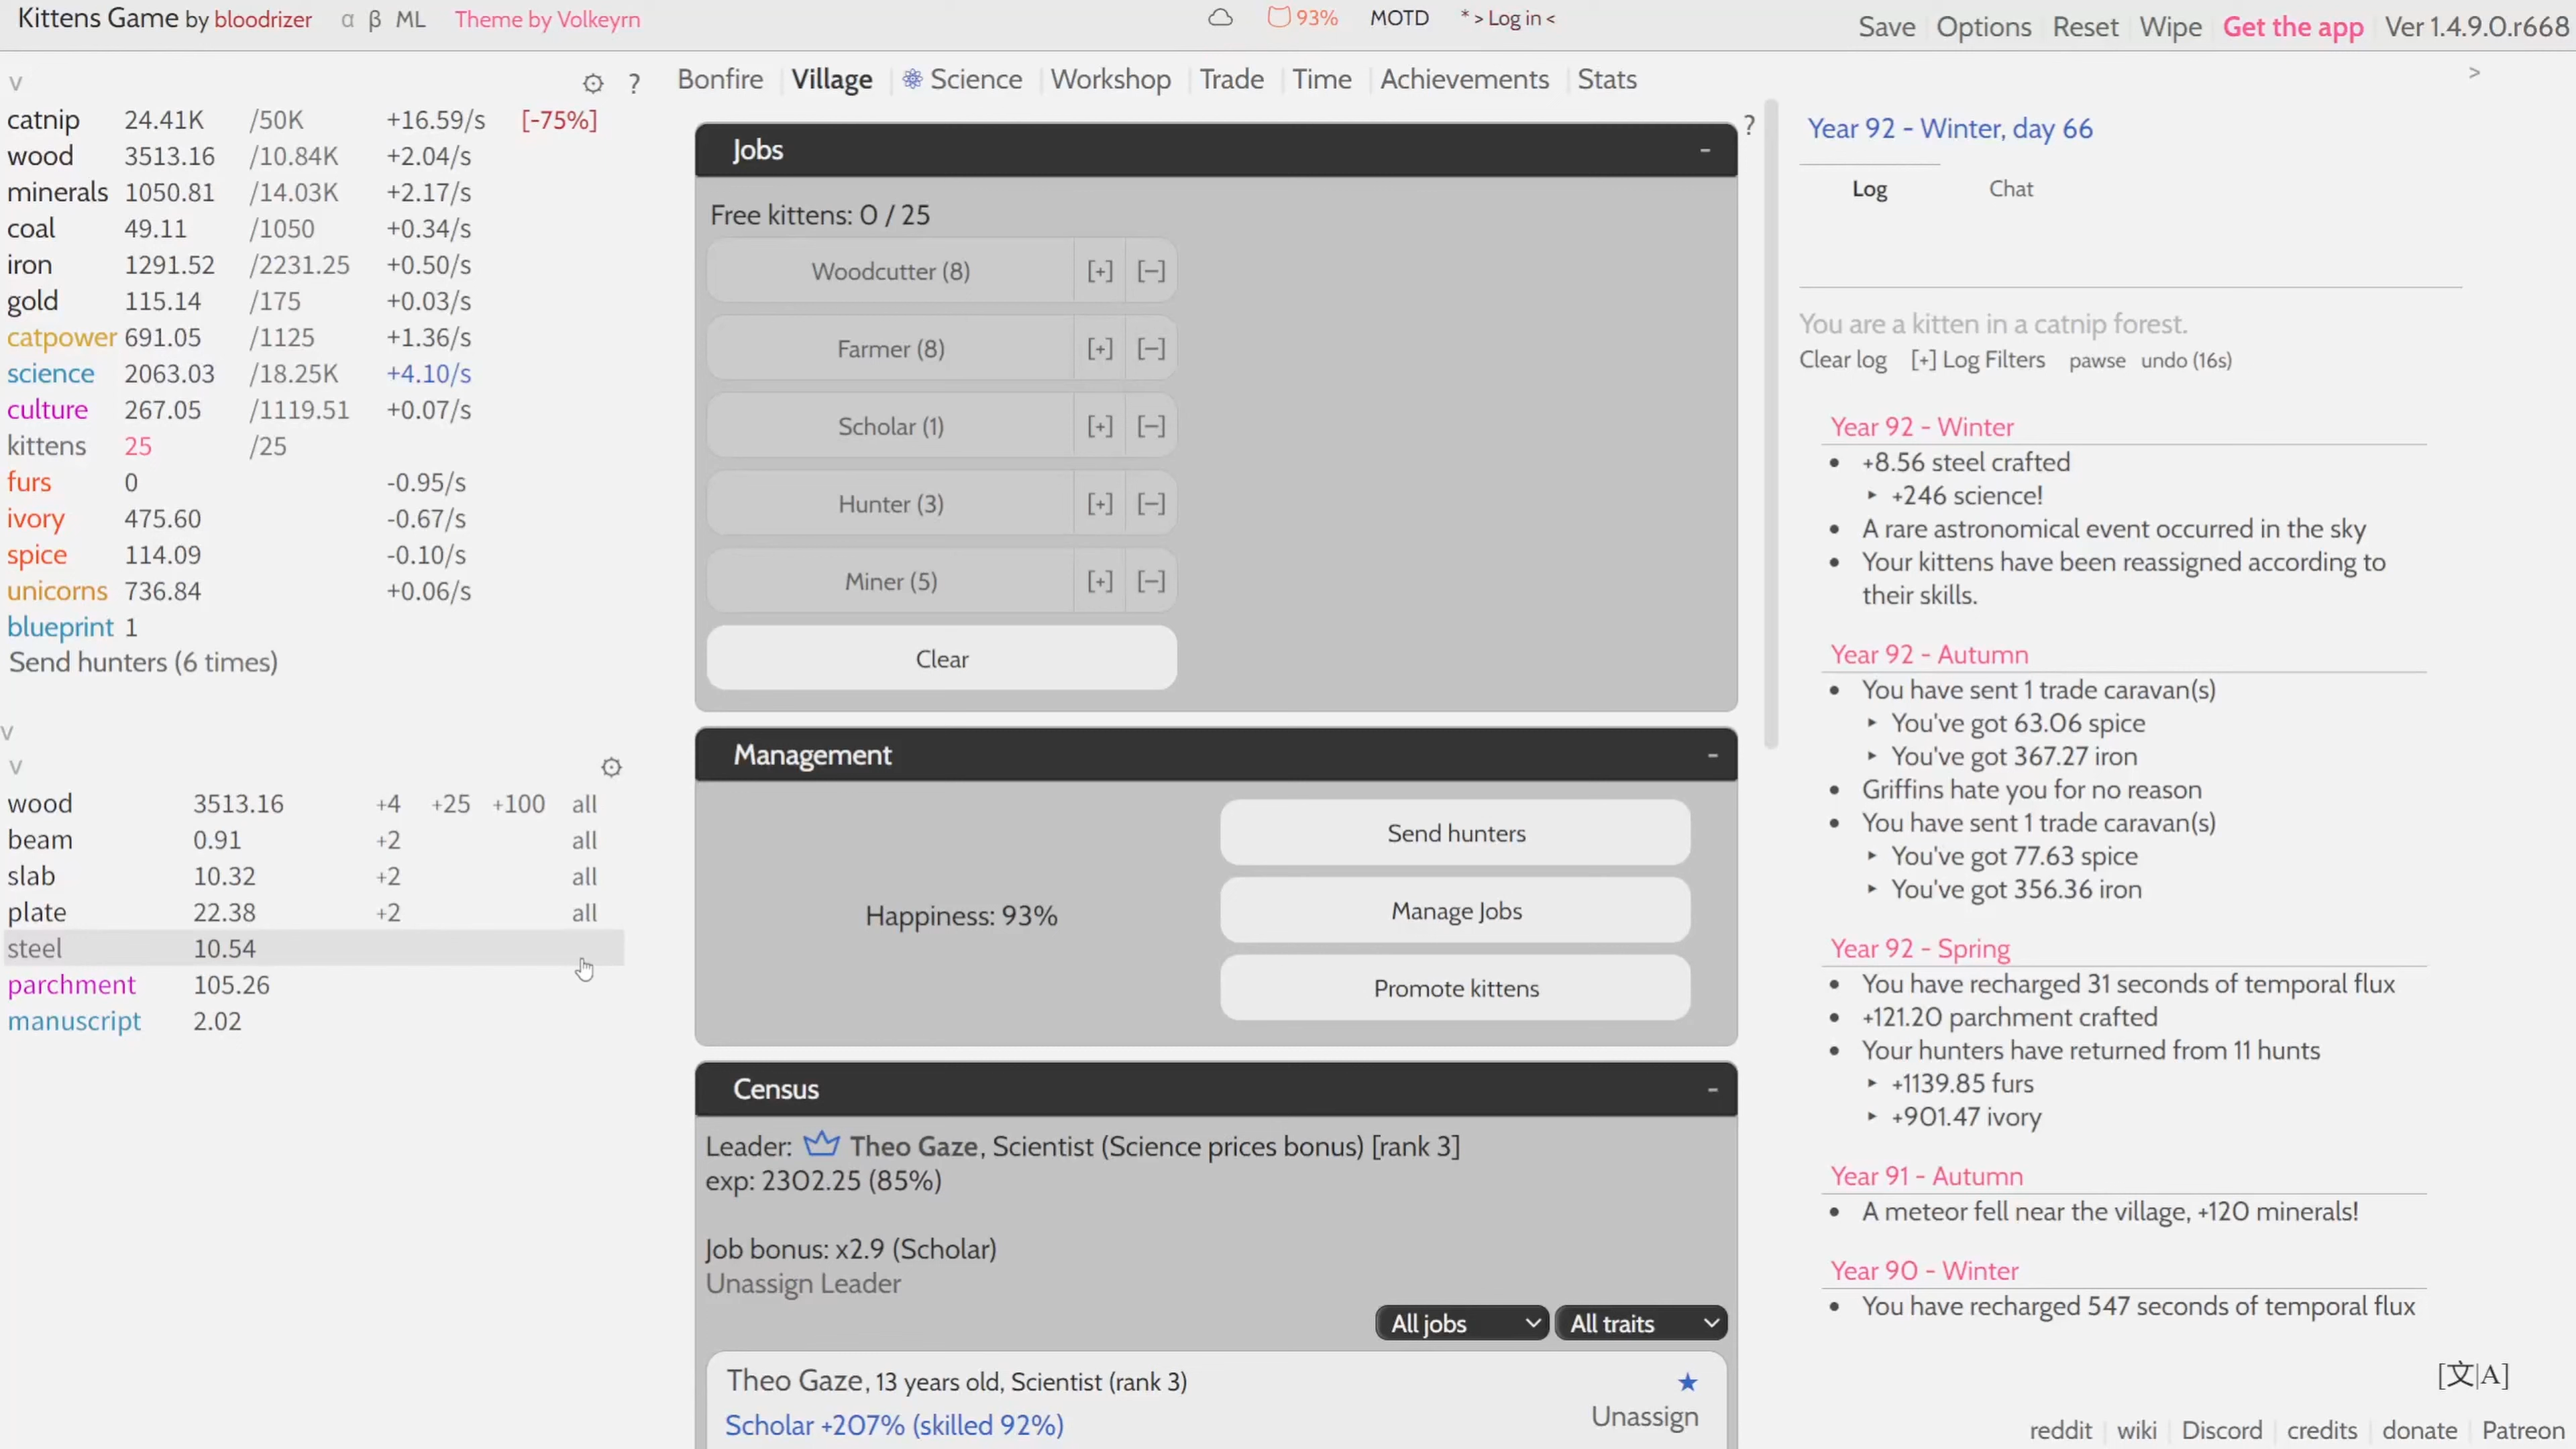 Kittens Game by bloodrizer α β ML Theme by Volkeyrn
93% MOTD * > Log in <
Save Options Reset Wipe Get the app Ver 1.4.9.0.r668
v ?
catnip 24.41K /50K +16.59/s [-75%]
wood 3513.16 /10.84K +2.04/s
minerals 1050.81 /14.03K +2.17/s
coal 49.11 /1050 +0.34/s
iron 1291.52 /2231.25 +0.50/s
gold 115.14 /175 +0.03/s
catpower 691.05 /1125 +1.36/s
science 2063.03 /18.25K +4.10/s
culture 267.05 /1119.51 +0.07/s
kittens 25 /25
furs 0 -0.95/s
ivory 475.60 -0.67/s
spice 114.09 -0.10/s
unicorns 736.84 +0.06/s
blueprint 1
Send hunters (6 times)
v
v
wood 3513.16 +4 +25 +100 all
beam 0.91 +2 all
slab 10.32 +2 all
plate 22.38 +2 all
steel 10.54
parchment 105.26
manuscript 2.02
Bonfire Village Science Workshop Trade Time Achievements Stats
?
Jobs -
Free kittens: 0 / 25
Woodcutter (8) [+] [–]
Farmer (8) [+] [–]
Scholar (1) [+] [–]
Hunter (3) [+] [–]
Miner (5) [+] [–]
Clear
Management -
Happiness: 93%
Send hunters
Manage Jobs
Promote kittens
Census -
Leader: Theo Gaze, Scientist (Science prices bonus) [rank 3]
exp: 2302.25 (85%)
Job bonus: x2.9 (Scholar)
Unassign Leader
All jobs All traits
Theo Gaze, 13 years old, Scientist (rank 3) ★
Scholar +207% (skilled 92%)
Unassign
>
Year 92 - Winter, day 66
Log Chat
You are a kitten in a catnip forest.
Clear log [+] Log Filters pawse undo (16s)
Year 92 - Winter
• +8.56 steel crafted
‣ +246 science!
• A rare astronomical event occurred in the sky
• Your kittens have been reassigned according to
their skills.
Year 92 - Autumn
• You have sent 1 trade caravan(s)
‣ You've got 63.06 spice
‣ You've got 367.27 iron
• Griffins hate you for no reason
• You have sent 1 trade caravan(s)
‣ You've got 77.63 spice
‣ You've got 356.36 iron
Year 92 - Spring
• You have recharged 31 seconds of temporal flux
• +121.20 parchment crafted
• Your hunters have returned from 11 hunts
‣ +1139.85 furs
‣ +901.47 ivory
Year 91 - Autumn
• A meteor fell near the village, +120 minerals!
Year 90 - Winter
• You have recharged 547 seconds of temporal flux
[文|A]
reddit wiki Discord credits donate Patreon